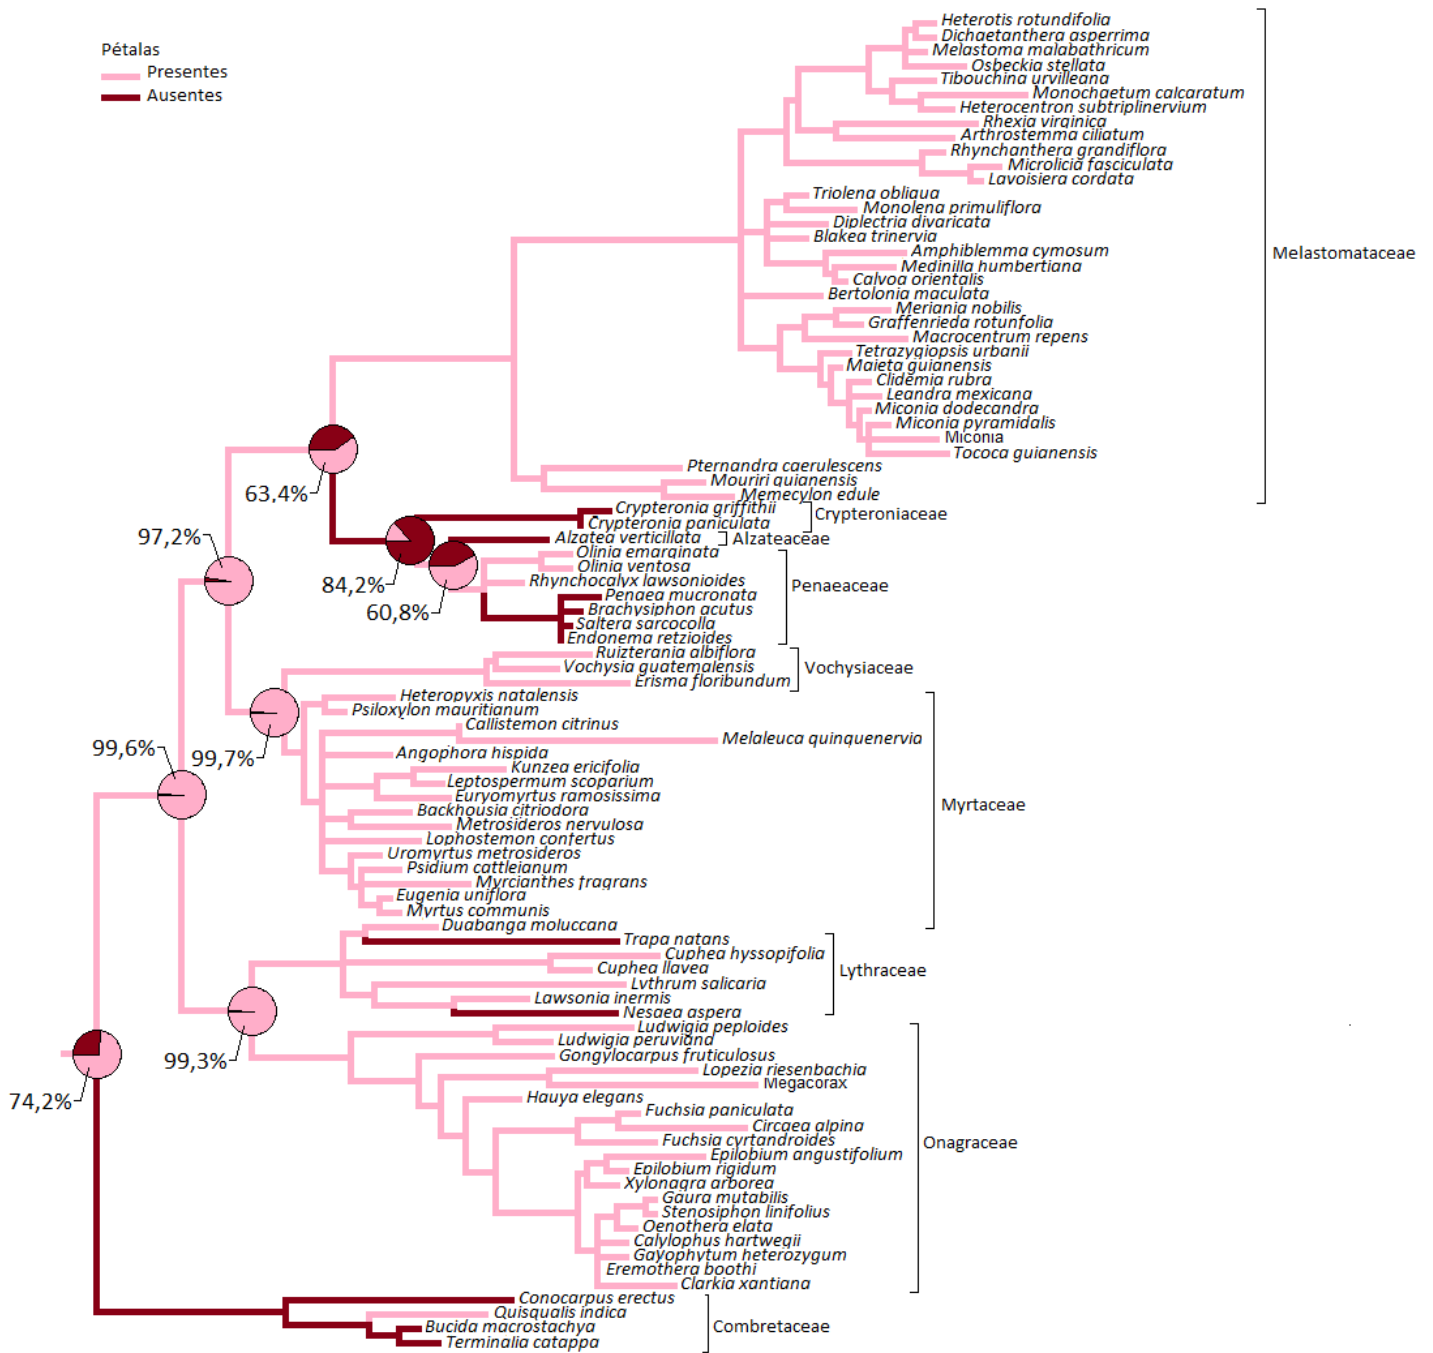 Pétalas
Presentes
Ausentes
Heterotis rotundifolia
Dichaetanthera asperrima
Melastoma malabathricum
Osbeckia stellata
Tibouchina urvilleana
Monochaetum calcaratum
Heterocentron subtriplinervium
Rhexia virginica
Arthrostemma ciliatum
Rhynchanthera grandiflora
Microlicia fasciculata
Lavoisiera cordata
Triolena obliqua
Monolena primuliflora
Diplectria divaricata
Blakea trinervia
Amphiblemma cymosum
Medinilla humbertiana
Calvoa orientalis
Bertolonia maculata
Meriania nobilis
Graffenrieda rotunfolia
Macrocentrum repens
Tetrazygiopsis urbanii
Maieta guianensis
Clidemia rubra
Leandra mexicana
Miconia dodecandra
Miconia pyramidalis
Miconia
Tococa guianensis
Pternandra caerulescens
Mouriri guianensis
Memecylon edule
Melastomataceae
Crypteronia griffithii
Crypteronia paniculata
Crypteroniaceae
Alzatea verticillata
Alzateaceae
Olinia emarginata
Olinia ventosa
Rhynchocalyx lawsonioides
Penaea mucronata
Brachysiphon acutus
Saltera sarcocolla
Endonema retzioides
Penaeaceae
Ruizterania albiflora
Vochysia guatemalensis
Erisma floribundum
Vochysiaceae
Heteropyxis natalensis
Psiloxylon mauritianum
Callistemon citrinus
Melaleuca quinquenervia
Angophora hispida
Kunzea ericifolia
Leptospermum scoparium
Euryomyrtus ramosissima
Backhousia citriodora
Metrosideros nervulosa
Lophostemon confertus
Uromyrtus metrosideros
Psidium cattleianum
Myrcianthes fragrans
Eugenia uniflora
Myrtus communis
Myrtaceae
Duabanga moluccana
Trapa natans
Cuphea hyssopifolia
Cuphea llavea
Lythrum salicaria
Lawsonia inermis
Nesaea aspera
Lythraceae
Ludwigia peploides
Ludwigia peruviana
Gongylocarpus fruticulosus
Lopezia riesenbachia
Megacorax
Hauya elegans
Fuchsia paniculata
Circaea alpina
Fuchsia cyrtandroides
Epilobium angustifolium
Epilobium rigidum
Xylonagra arborea
Gaura mutabilis
Stenosiphon linifolius
Oenothera elata
Calylophus hartwegii
Gayophytum heterozygum
Eremothera boothi
Clarkia xantiana
Onagraceae
Conocarpus erectus
Quisqualis indica
Bucida macrostachya
Terminalia catappa
Combretaceae
63,4%
97,2%
84,2%
60,8%
99,6%
99,7%
99,3%
74,2%